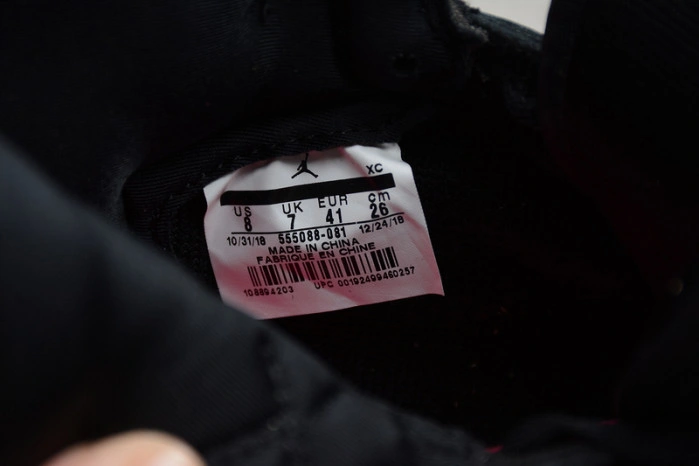 XC
US UK EUR cm
8 7 41 26
10/31/18 555088-081 12/24/18
MADE IN CHINA
FABRIQUE EN CHINE
108894203 UPC 00192499460257